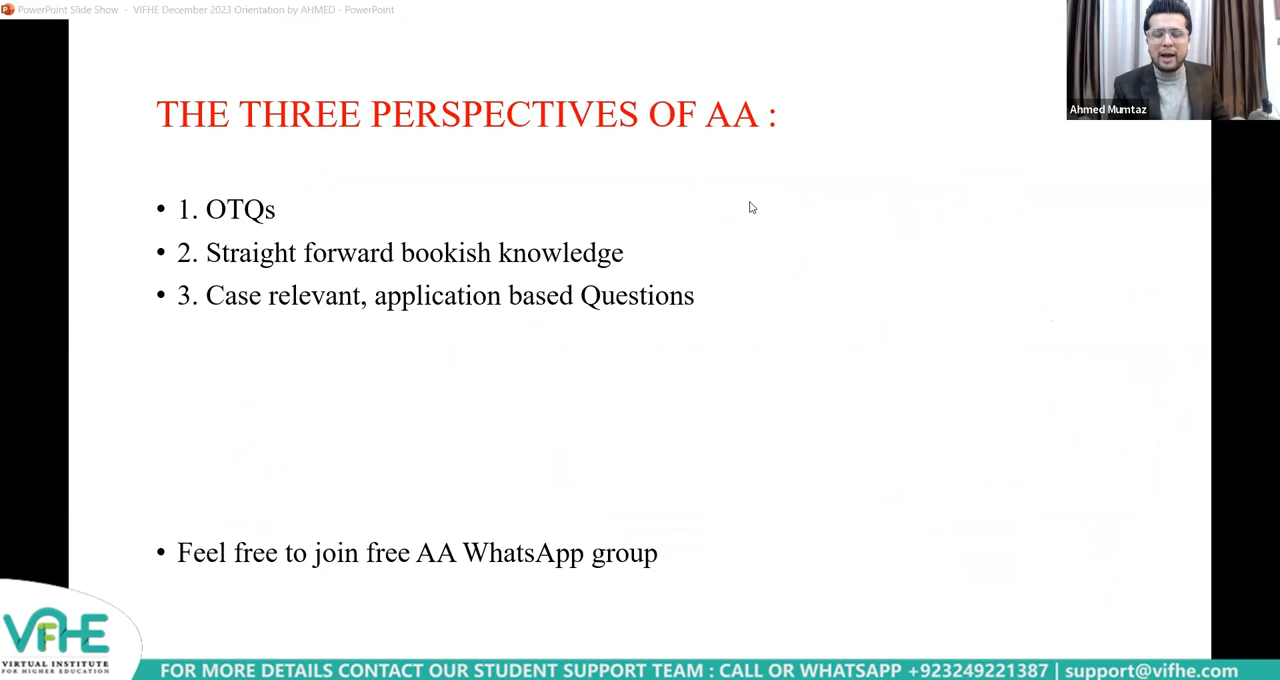 PowerPoint Slide Show - VIFHE December 2023 Orientation by AHMED - PowerPoint
Ahmed Mumtaz
THE THREE PERSPECTIVES OF AA :
• 1. OTQs
• 2. Straight forward bookish knowledge
• 3. Case relevant, application based Questions
• Feel free to join free AA WhatsApp group
VIFHE
VIRTUAL INSTITUTE
FOR HIGHER EDUCATION
FOR MORE DETAILS CONTACT OUR STUDENT SUPPORT TEAM : CALL OR WHATSAPP +923249221387 | support@vifhe.com